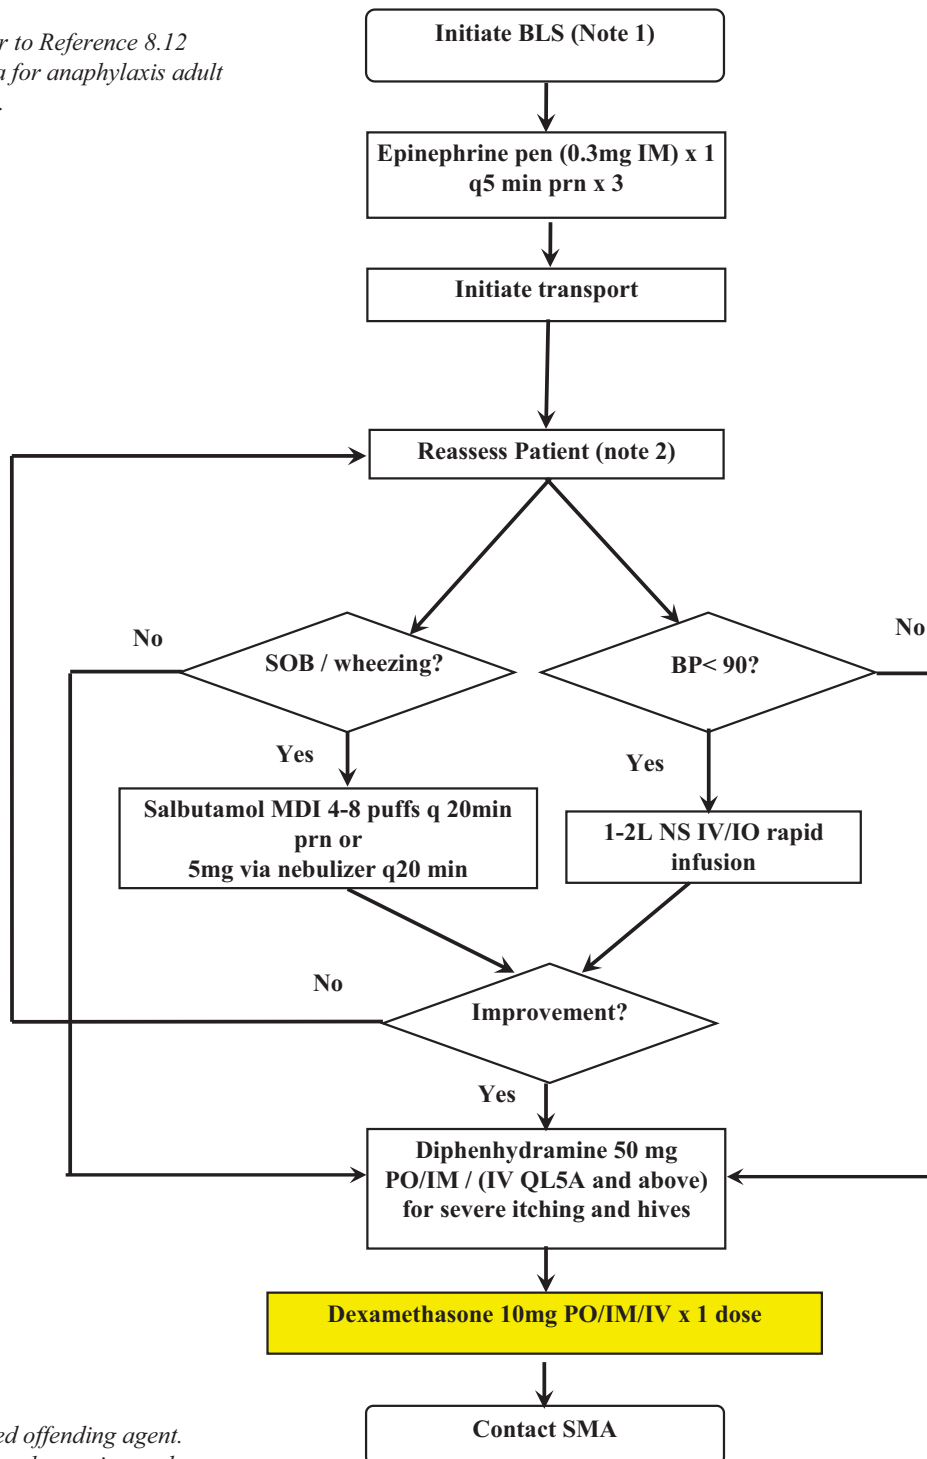 Initiate BLS (Note 1)
r to Reference 8.12
a for anaphylaxis adult
.
Epinephrine pen (0.3mg IM) x 1
q5 min prn x 3
Initiate transport
Reassess Patient (note 2)
No
SOB / wheezing?
BP< 90?
No
Yes
Yes
Salbutamol MDI 4-8 puffs q 20min
prn or
5mg via nebulizer q20 min
1-2L NS IV/IO rapid
infusion
No
Improvement?
Yes
Diphenhydramine 50 mg
PO/IM / (IV QL5A and above)
for severe itching and hives
Dexamethasone 10mg PO/IM/IV x 1 dose
Contact SMA
ed offending agent.